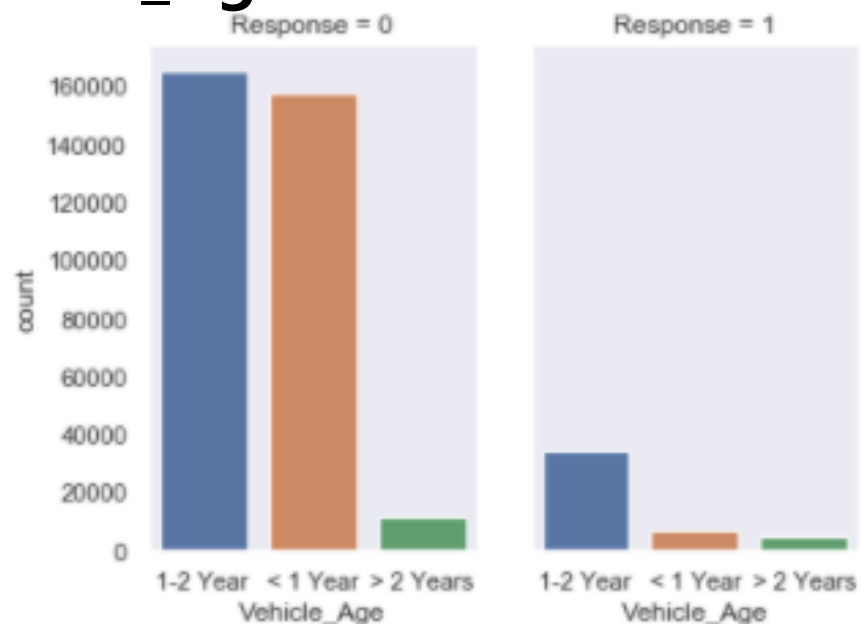 Response = 0
Response = 1
160000
140000
120000
100000
80000
60000
40000
20000
0
count
1-2 Year < 1 Year > 2 Years
1-2 Year < 1 Year > 2 Years
Vehicle_Age
Vehicle_Age